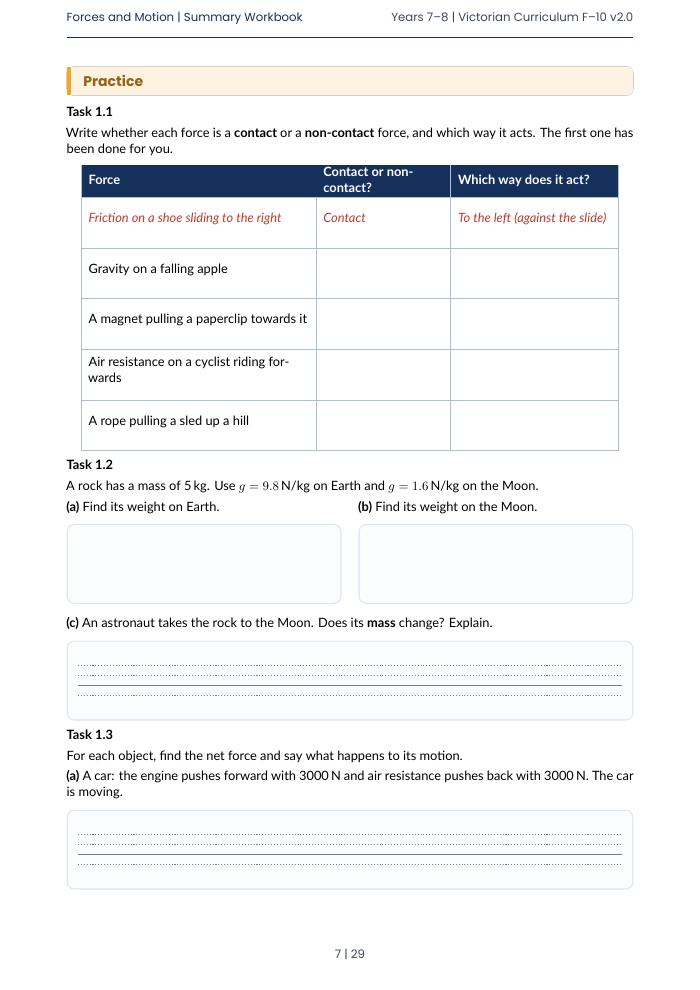 Forces and Motion | Summary Workbook
Years 7–8 | Victorian Curriculum F–10 v2.0
Practice
Task 1.1
Write whether each force is a contact or a non-contact force, and which way it acts. The first one has
been done for you.
Force
Contact or non-
contact?
Which way does it act?
Friction on a shoe sliding to the right
Contact
To the left (against the slide)
Gravity on a falling apple
A magnet pulling a paperclip towards it
Air resistance on a cyclist riding for-
wards
A rope pulling a sled up a hill
Task 1.2
A rock has a mass of 5 kg. Use g = 9.8 N/kg on Earth and g = 1.6 N/kg on the Moon.
(a) Find its weight on Earth.
(b) Find its weight on the Moon.
(c) An astronaut takes the rock to the Moon. Does its mass change? Explain.
Task 1.3
For each object, find the net force and say what happens to its motion.
(a) A car: the engine pushes forward with 3000 N and air resistance pushes back with 3000 N. The car
is moving.
7 | 29